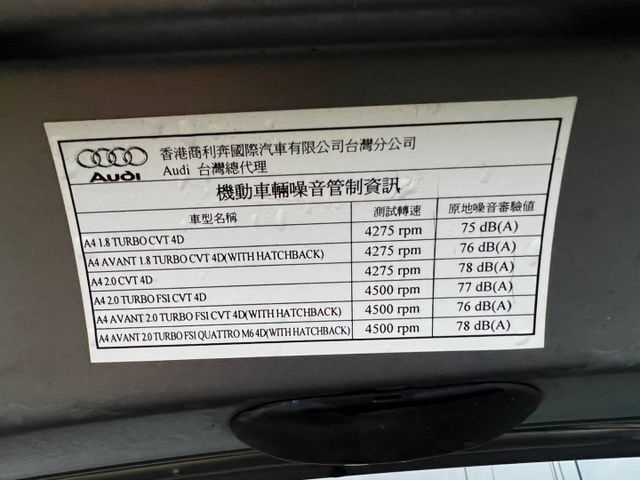 香港商利奔國際汽車有限公司台灣分公司
Audi 台灣總代理
Audi
機動車輛噪音管制資訊
車型名稱 測試轉速 原地噪音審驗值
A4 1.8 TURBO CVT 4D 4275 rpm 75 dB(A)
A4 AVANT 1.8 TURBO CVT 4D(WITH HATCHBACK) 4275 rpm 76 dB(A)
A4 2.0 CVT 4D 4275 rpm 78 dB(A)
A4 2.0 TURBO FSI CVT 4D 4500 rpm 77 dB(A)
A4 AVANT 2.0 TURBO FSI CVT 4D(WITH HATCHBACK) 4500 rpm 76 dB(A)
A4 AVANT 2.0 TURBO FSI QUATTRO M6 4D(WITH HATCHBACK) 4500 rpm 78 dB(A)